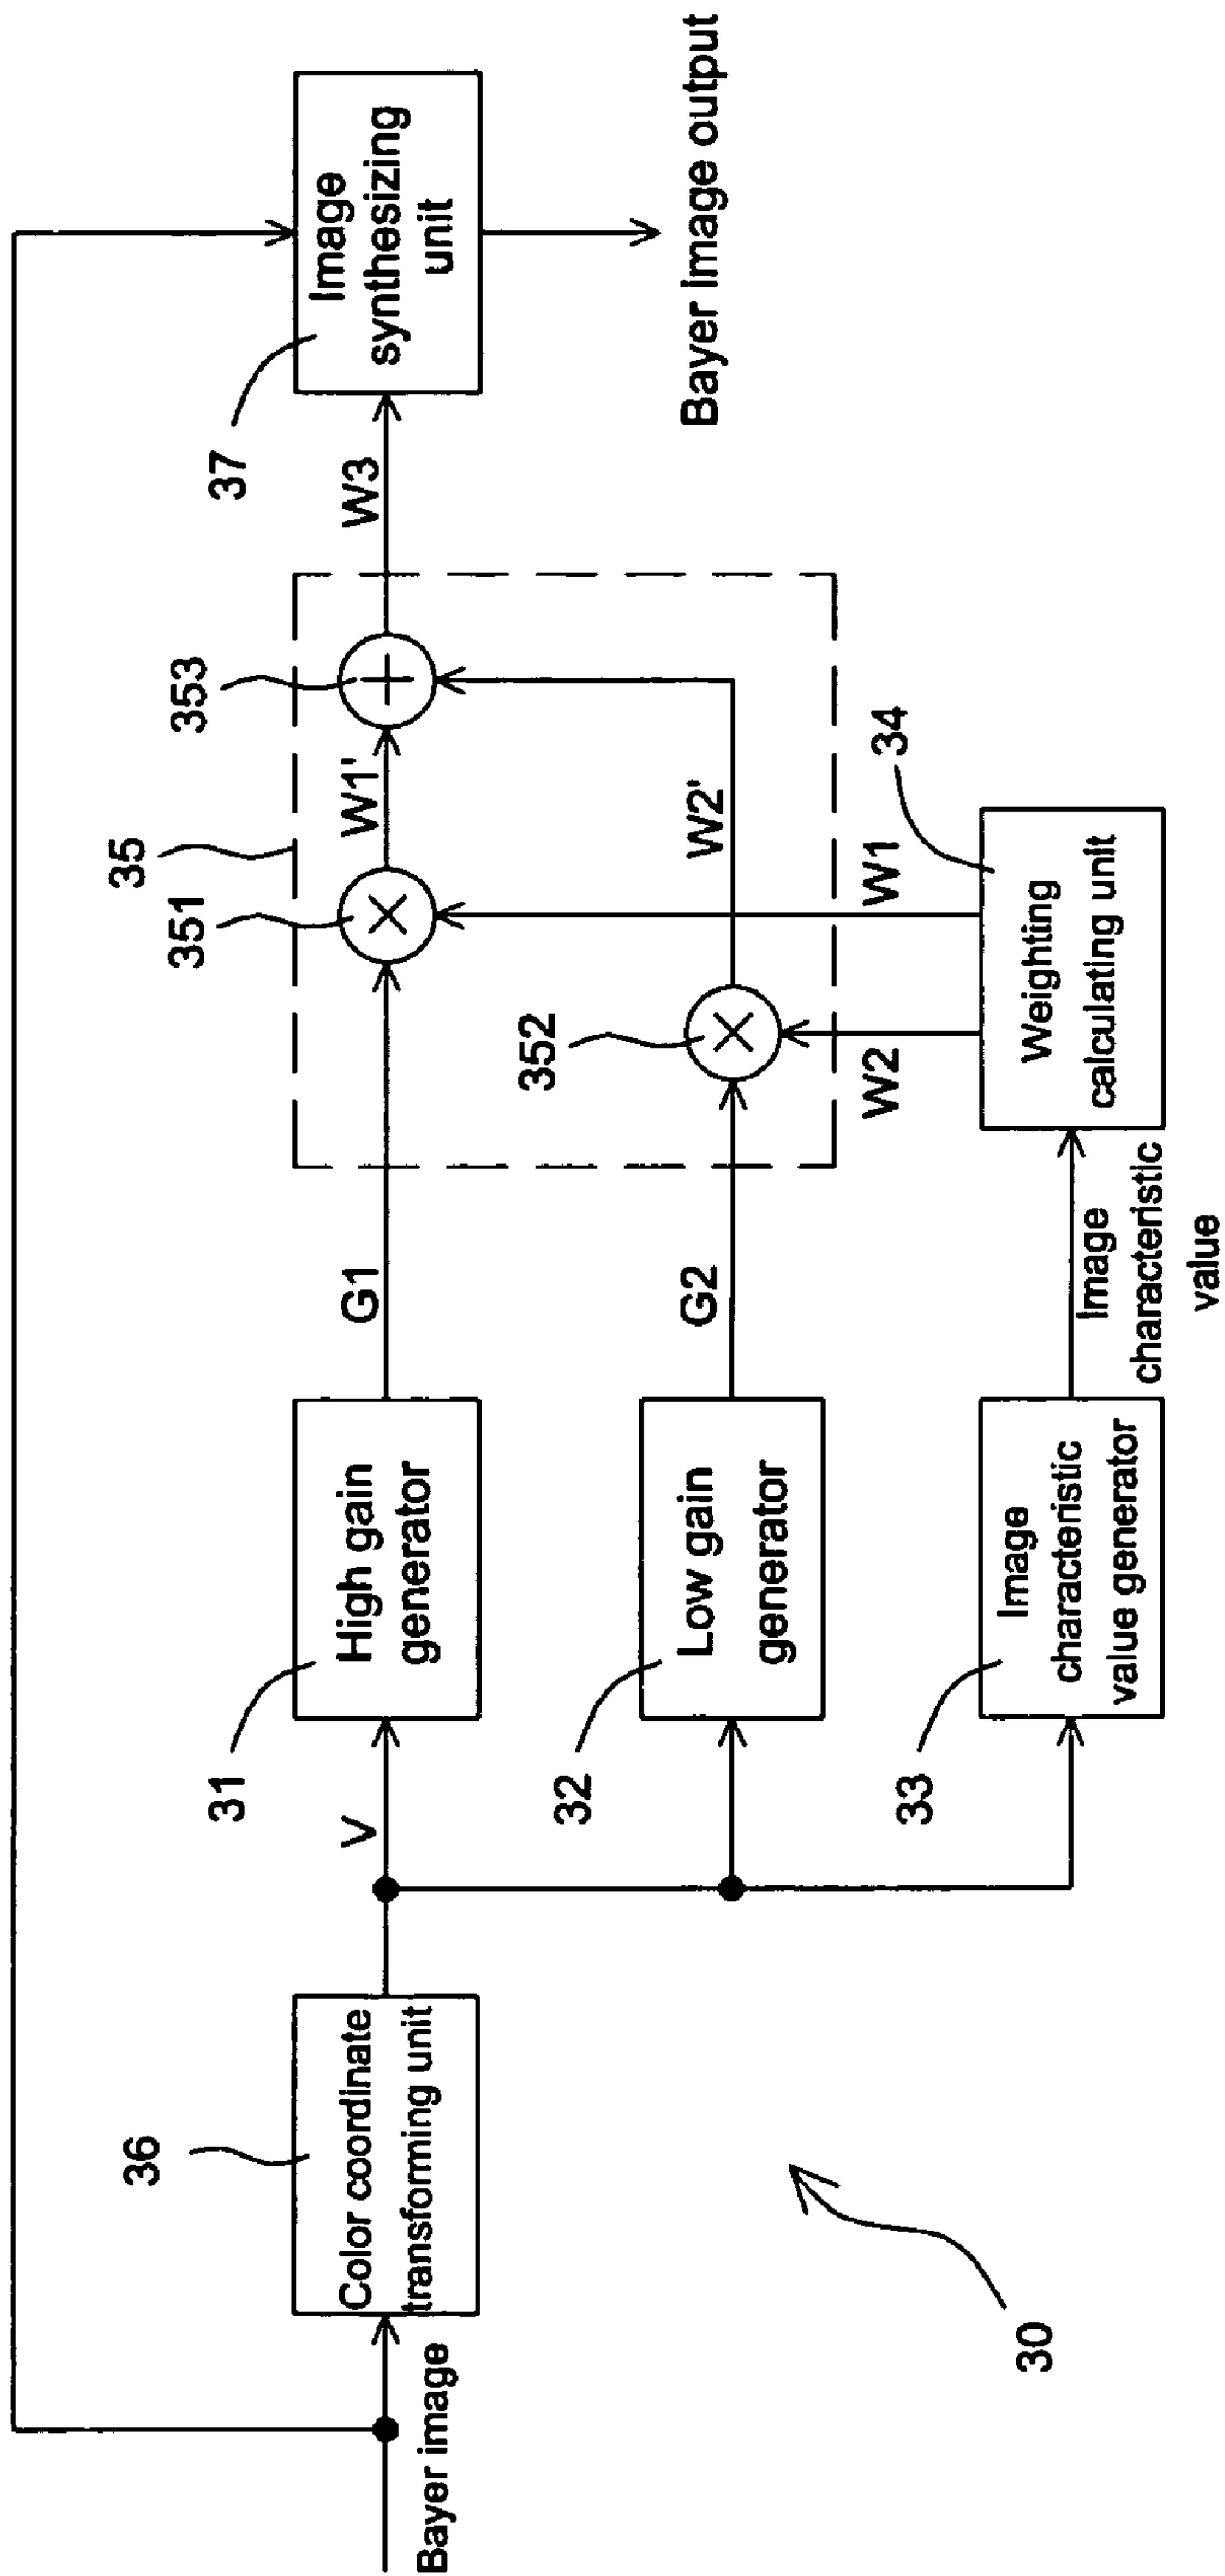 Bayer image
36
Color coordinate
transforming unit
V
31
High gain
generator
G1
32
Low gain
generator
G2
33
Image
characteristic
value generator
Image
characteristic
value
34
Weighting
calculating unit
W2
W1
35
351
352
353
W1'
W2'
W3
37
Image
synthesizing
unit
Bayer image output
30